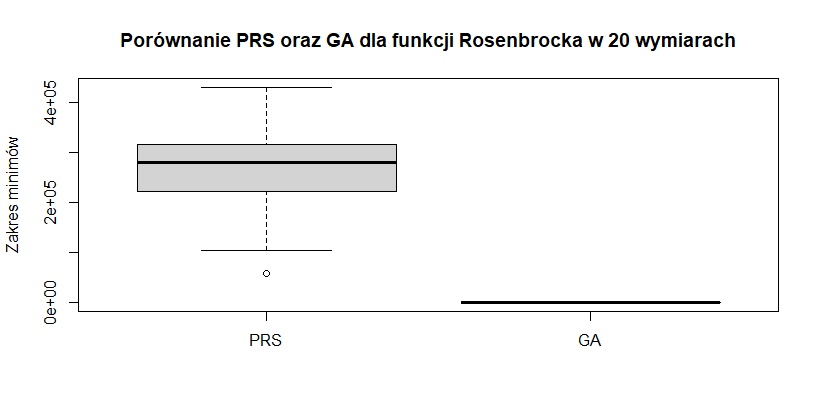 Porównanie PRS oraz GA dla funkcji Rosenbrocka w 20 wymiarach
Zakres minimów
4e+05
2e+05
0e+00
PRS
GA